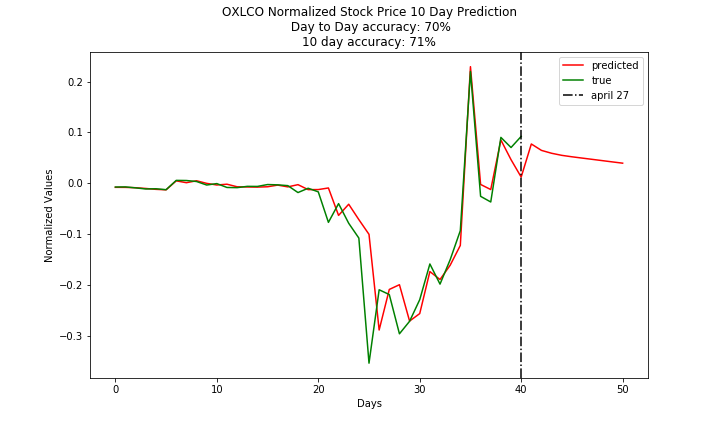 OXLCO Normalized Stock Price 10 Day Prediction
Day to Day accuracy: 70%
10 day accuracy: 71%
predicted
true
april 27
Normalized Values
0.2
0.1
0.0
−0.1
−0.2
−0.3
0 10 20 30 40 50
Days